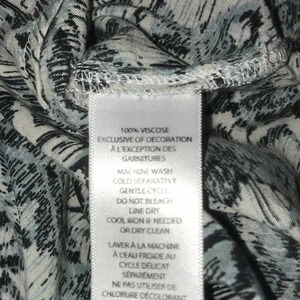 100% VISCOSE
EXCLUSIVE OF DECORATION
À L'EXCEPTION DES
GARNITURES
MACHINE WASH
COLD SEPARATELY
GENTLE CYCLE
DO NOT BLEACH
LINE DRY
COOL IRON IF NEEDED
OR DRY CLEAN
LAVER À LA MACHINE
À L'EAU FROIDE AU
CYCLE DÉLICAT
SÉPARÉMENT
NE PAS UTILISER DE
CHLORURE DÉCOLORANT